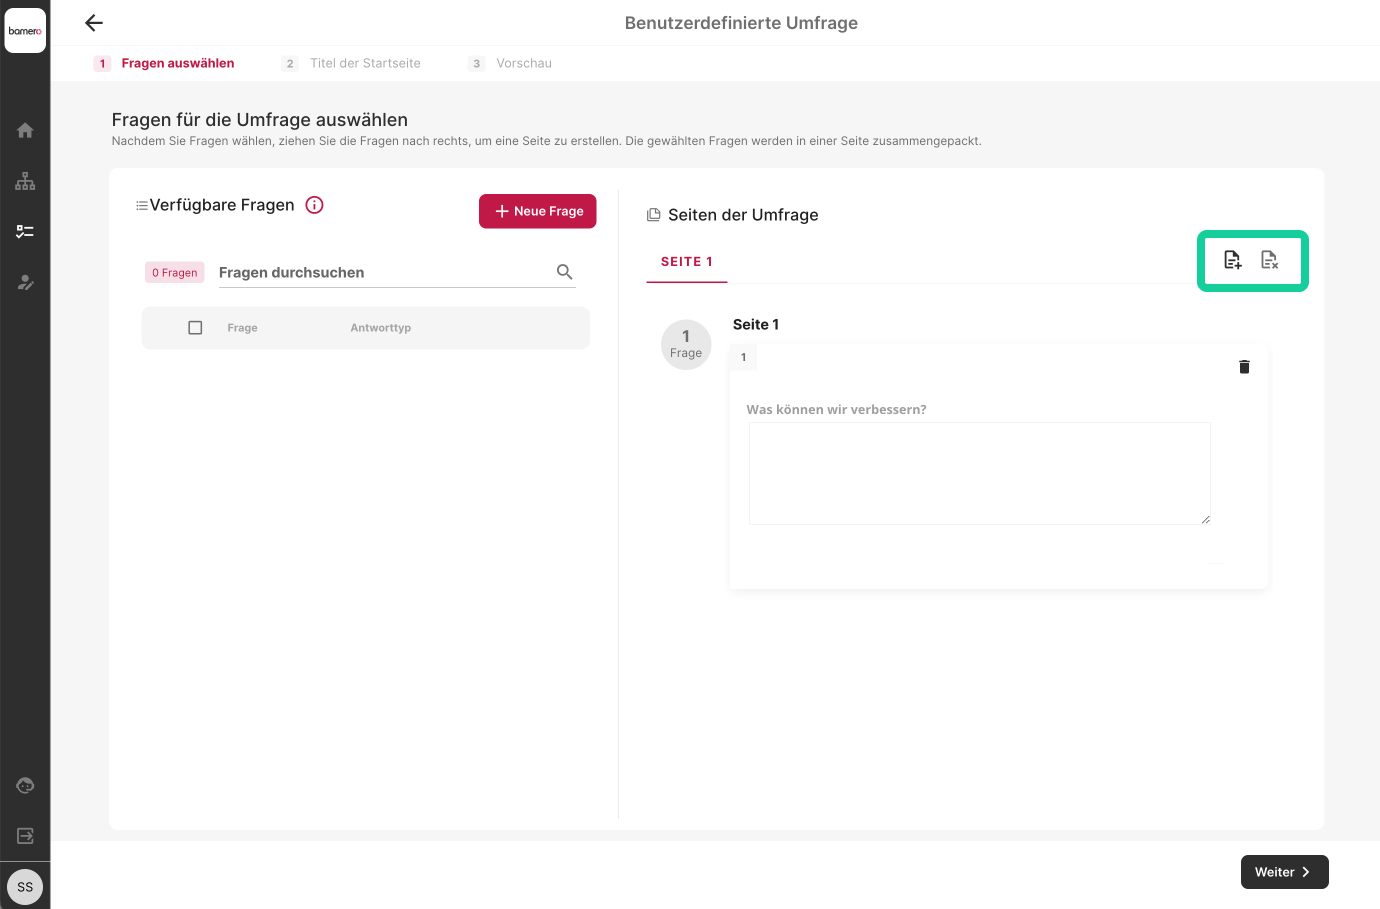 bamero
Benutzerdefinierte Umfrage
1 Fragen auswählen 2 Titel der Startseite 3 Vorschau
Fragen für die Umfrage auswählen
Nachdem Sie Fragen wählen, ziehen Sie die Fragen nach rechts, um eine Seite zu erstellen. Die gewählten Fragen werden in einer Seite zusammengepackt.
Verfügbare Fragen
Neue Frage
0 Fragen Fragen durchsuchen
Frage Antworttyp
Seiten der Umfrage
SEITE 1
1
Frage
Seite 1
1
Was können wir verbessern?
Weiter
SS